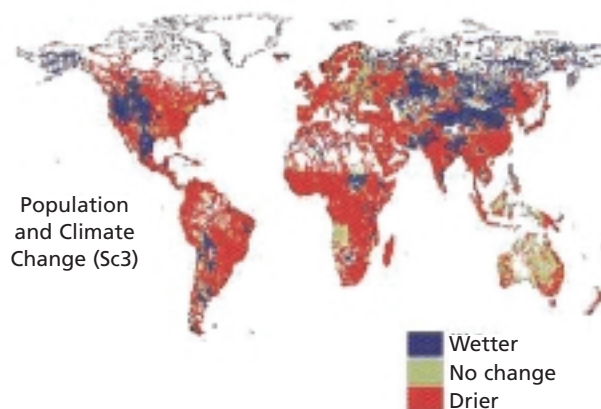 Population
and Climate
Change (Sc3)
Wetter
No change
Drier